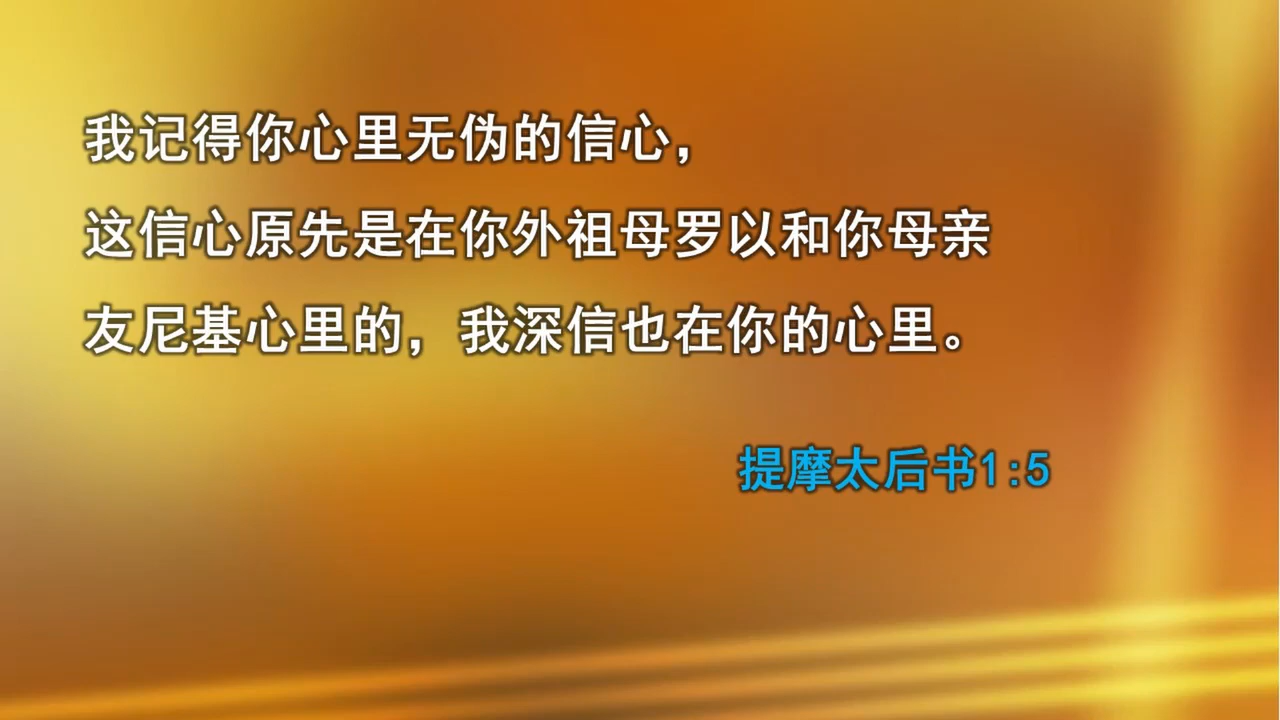 我记得你心里无伪的信心，
这信心原先是在你外祖母罗以和你母亲
友尼基心里的，我深信也在你的心里。
提摩太后书1:5